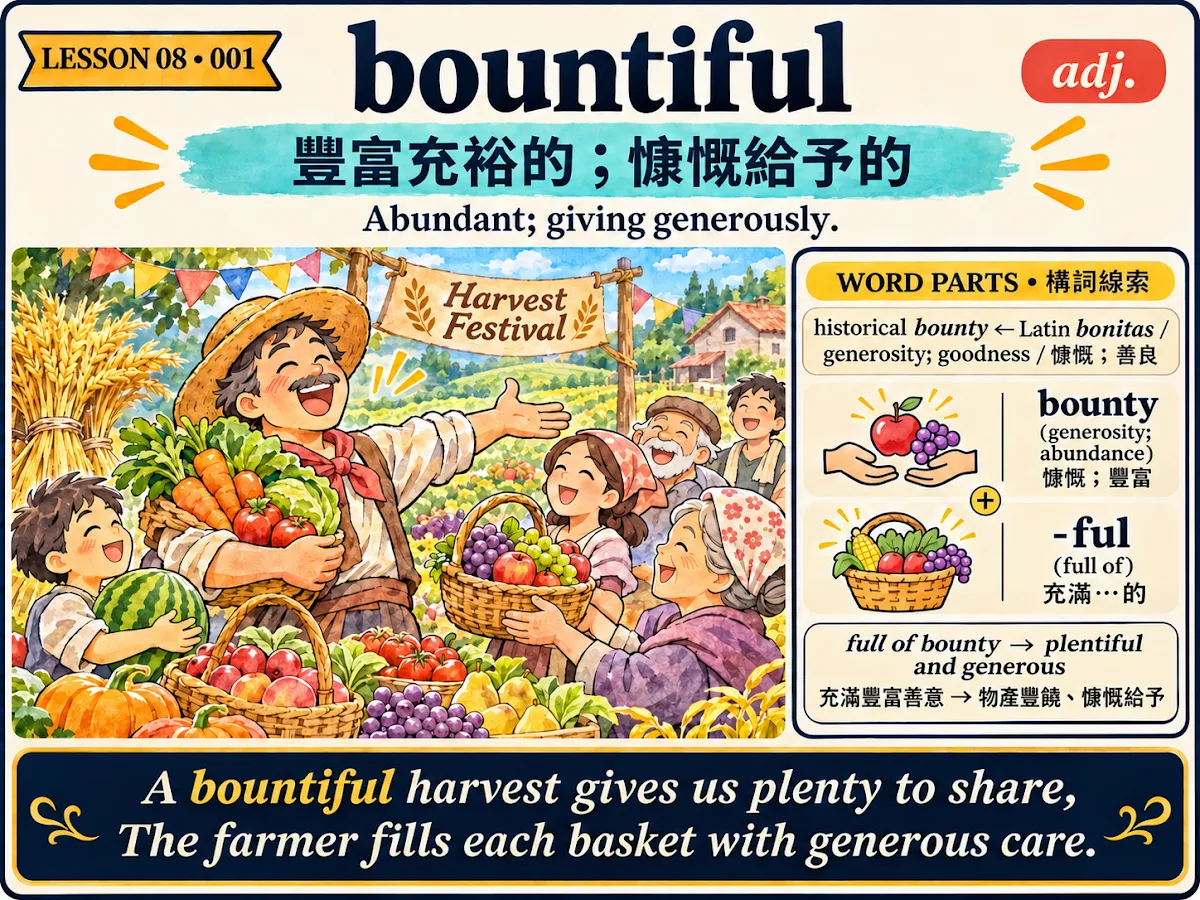 LESSON 08 • 001
bountiful
adj.
豐富充裕的；慷慨給予的
Abundant; giving generously.
Harvest
Festival
WORD PARTS • 構詞線索
historical bounty ← Latin bonitas /
generosity; goodness / 慷慨；善良
bounty
(generosity;
abundance)
慷慨；豐富
+
-ful
(full of)
充滿⋯的
full of bounty → plentiful
and generous
充滿豐富善意 → 物產豐饒、慷慨給予
A bountiful harvest gives us plenty to share,
The farmer fills each basket with generous care.